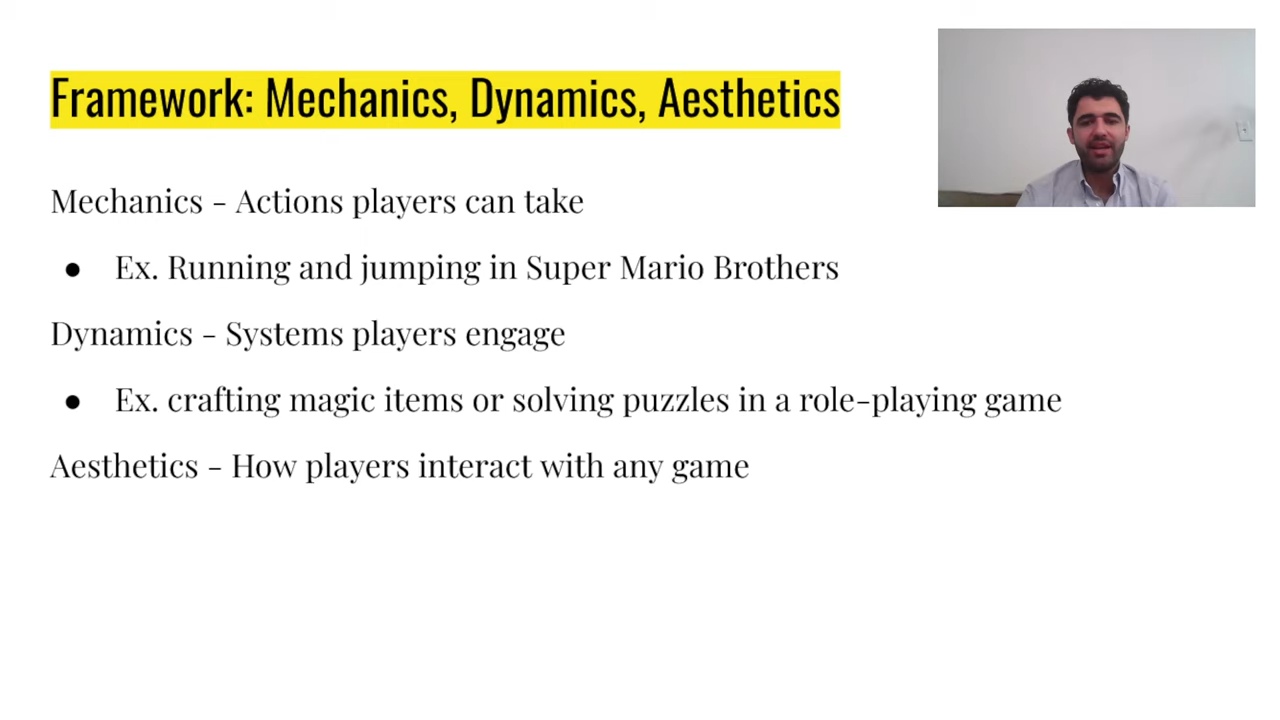 Framework: Mechanics, Dynamics, Aesthetics
Mechanics - Actions players can take
● Ex. Running and jumping in Super Mario Brothers
Dynamics - Systems players engage
● Ex. crafting magic items or solving puzzles in a role-playing game
Aesthetics - How players interact with any game